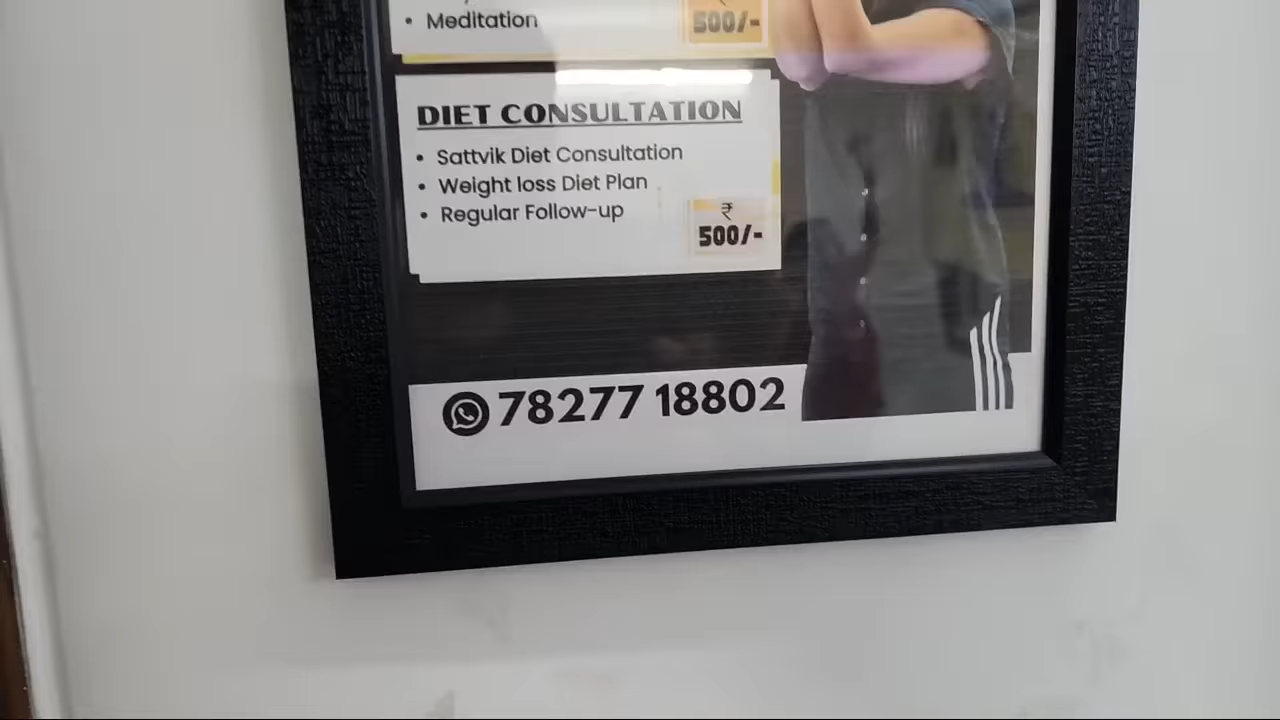 • Meditation
₹
500/-
DIET CONSULTATION
• Sattvik Diet Consultation
• Weight loss Diet Plan
• Regular Follow-up
₹
500/-
78277 18802